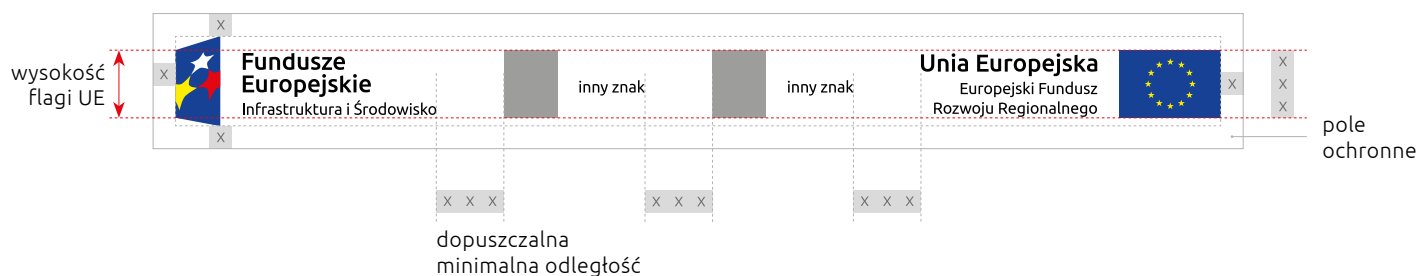 X
wysokość
flagi UE
X
Fundusze
Europejskie
Infrastruktura i Środowisko
inny znak
inny znak
Unia Europejska
Europejski Fundusz
Rozwoju Regionalnego
X
X
X
X
X
pole
ochronne
X X X
X X X
X X X
dopuszczalna
minimalna odległość